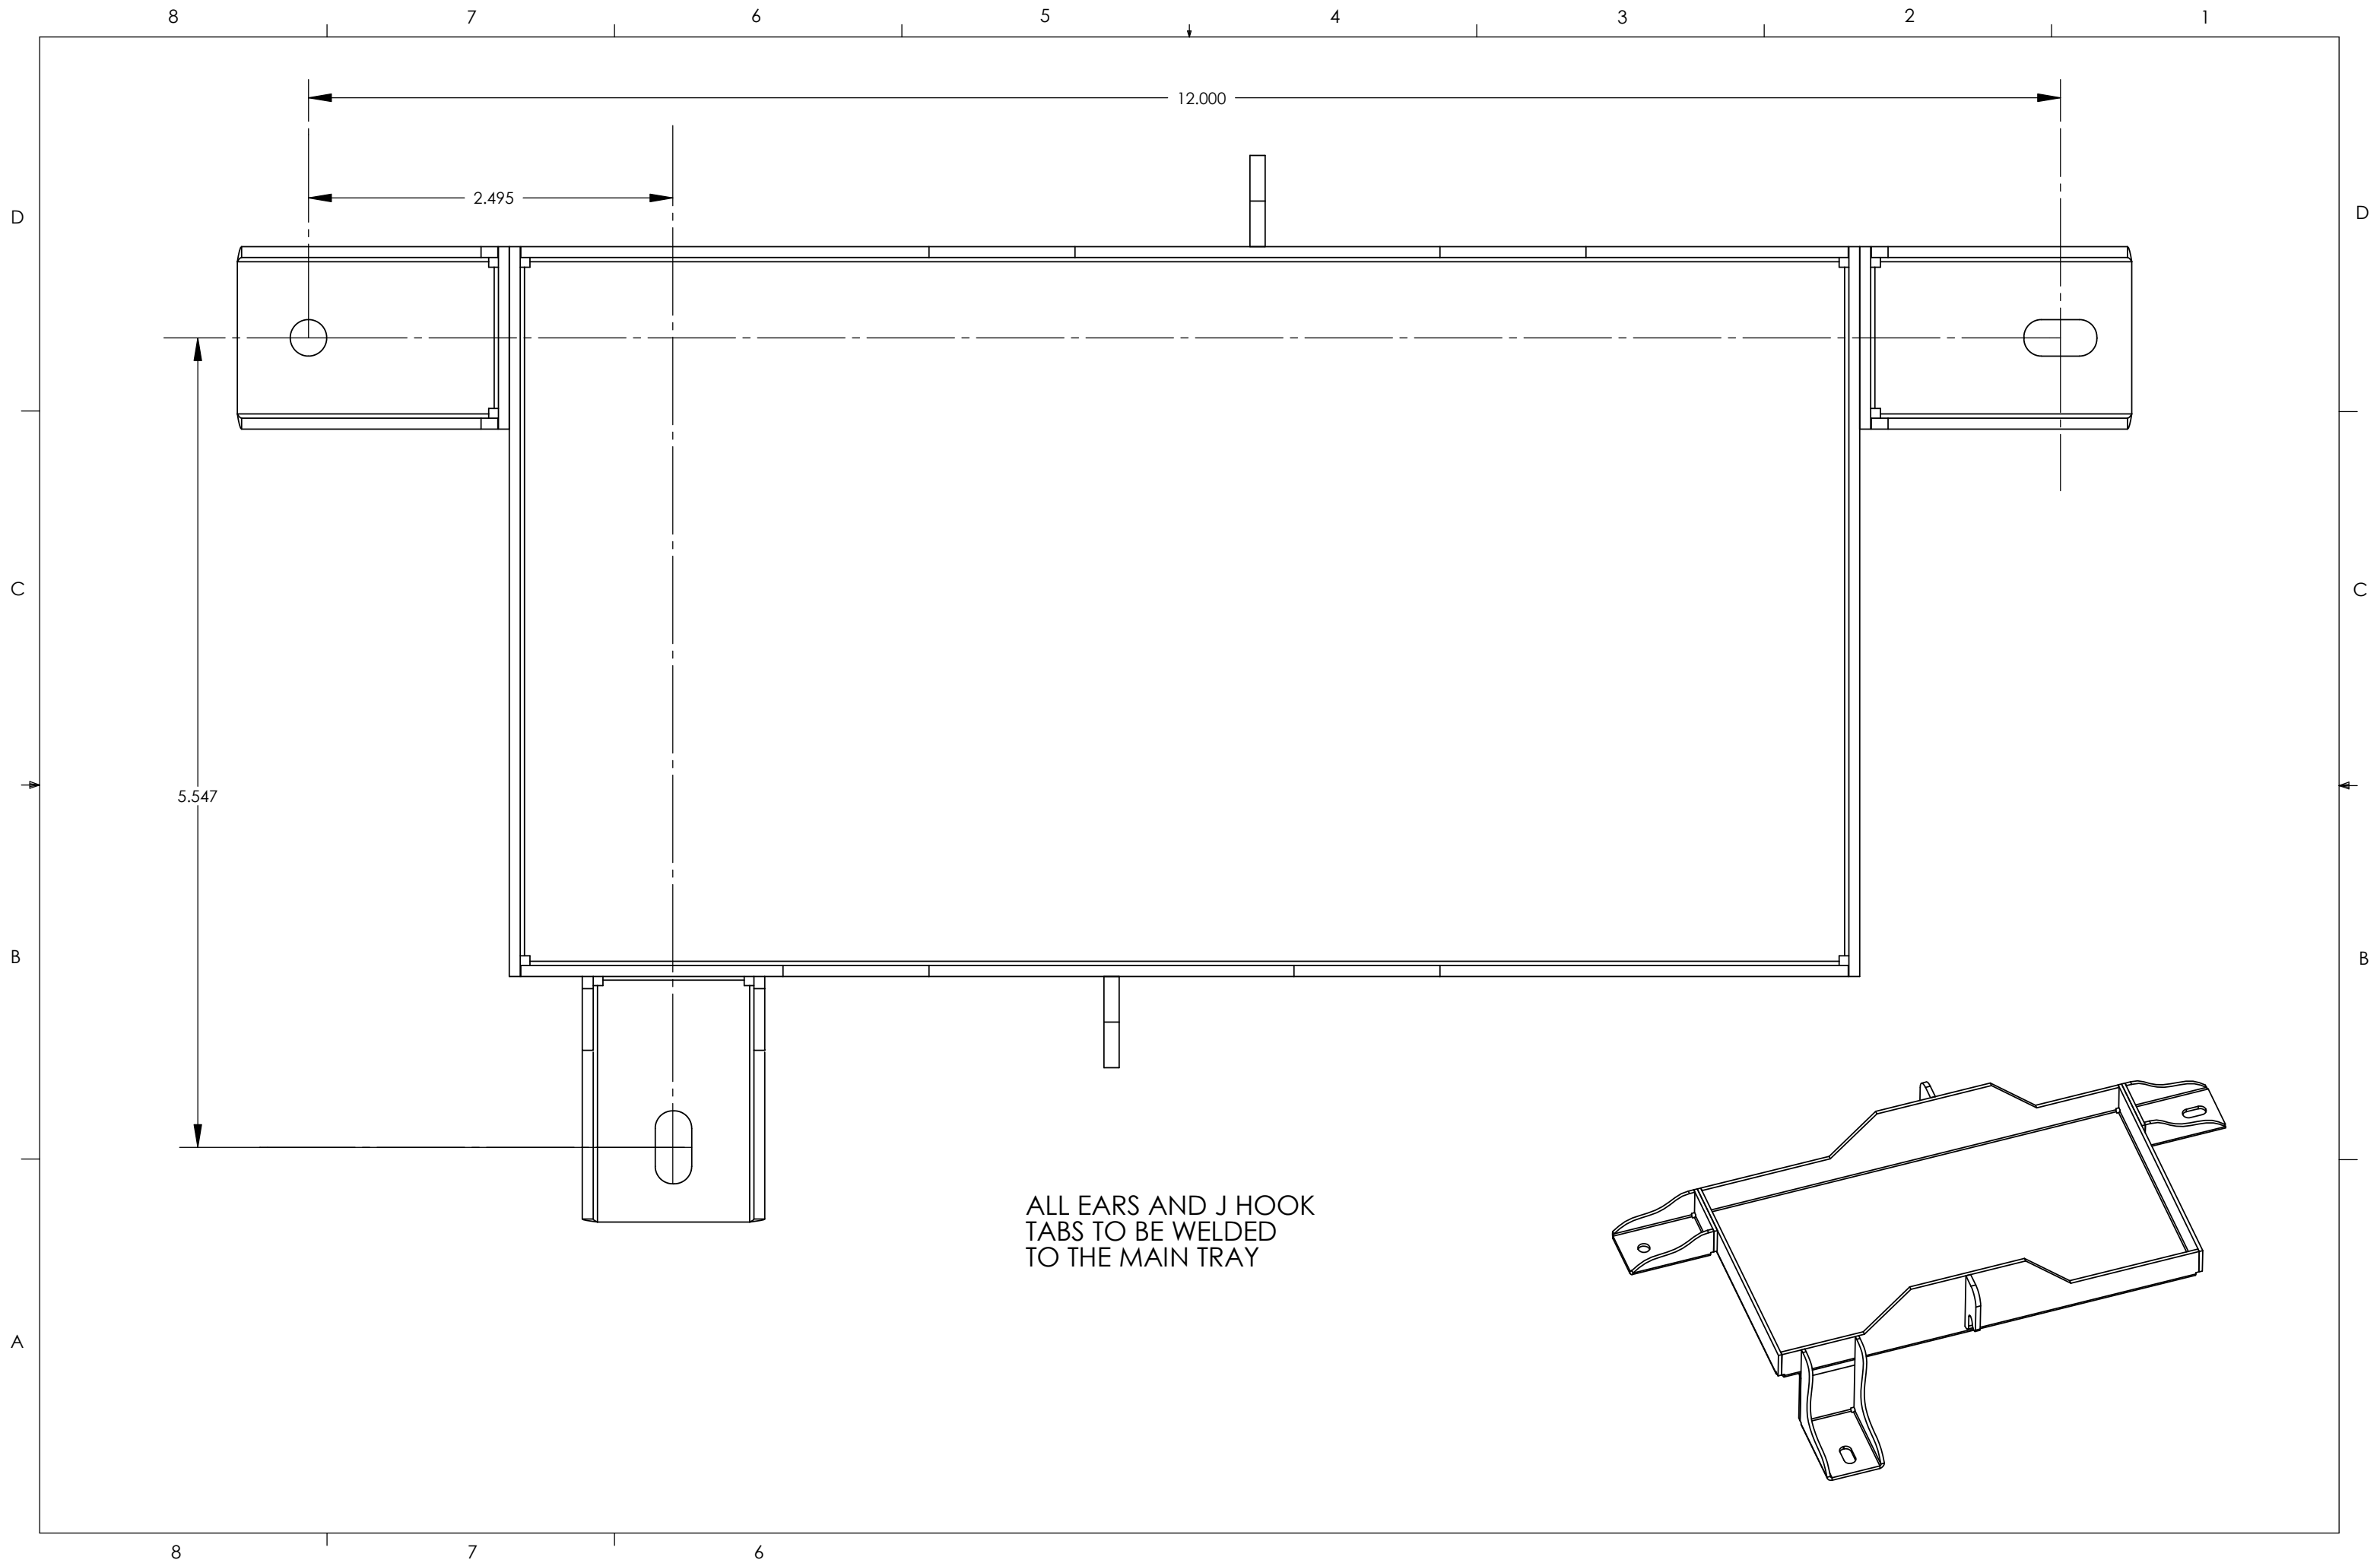 8 7 6 5 4 3 2 1
12.000
2.495
D D
C C
5.547
B B
ALL EARS AND J HOOK
TABS TO BE WELDED
TO THE MAIN TRAY
A
8 7 6